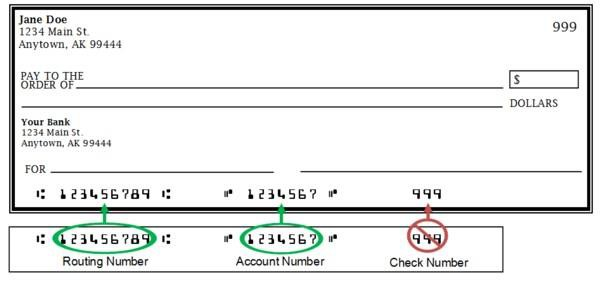 Jane Doe
1234 Main St.
Anytown, AK 99444
999
PAY TO THE
ORDER OF
$
DOLLARS
Your Bank
1234 Main St.
Anytown, AK 99444
FOR
⑆ 123456789 ⑆ ⑈ 1234567 ⑈ 999
⑆ 123456789 ⑆ ⑈ 1234567 ⑈ 999
Routing Number Account Number Check Number